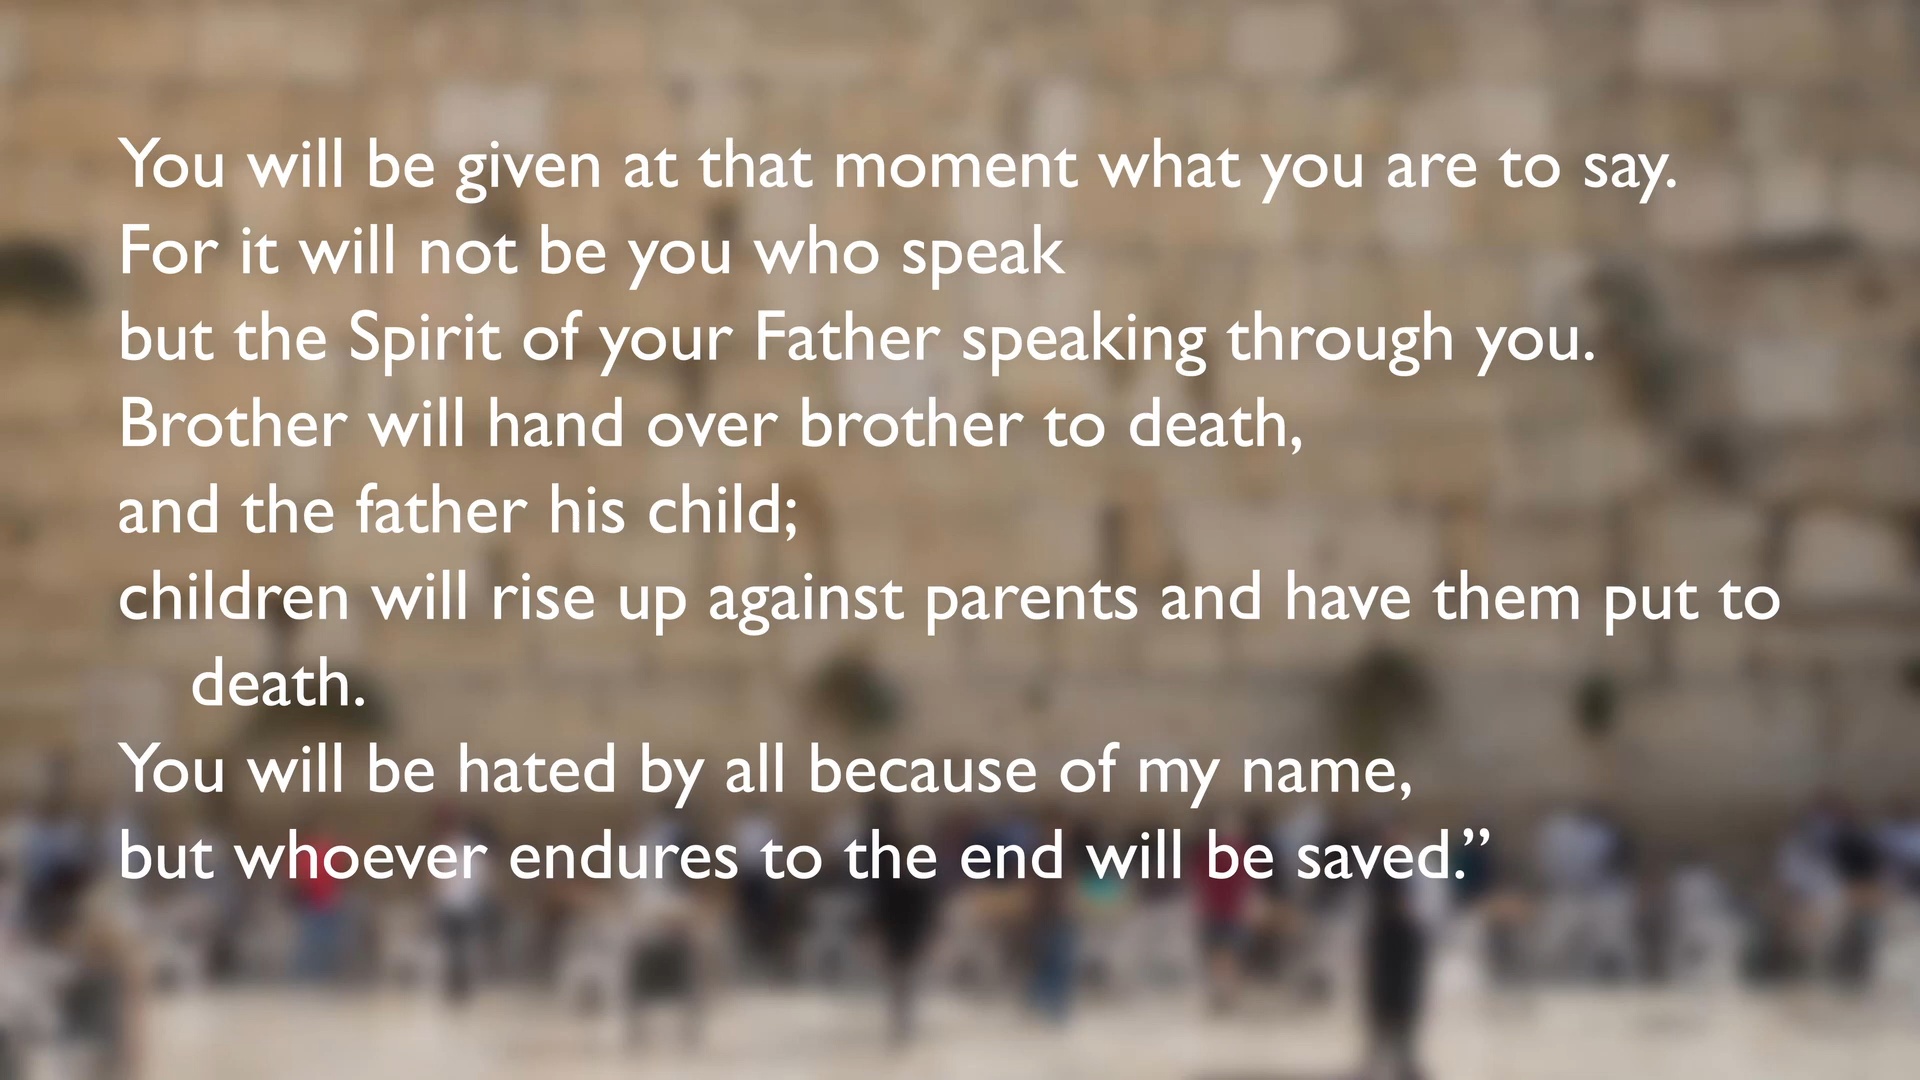 You will be given at that moment what you are to say.
For it will not be you who speak
but the Spirit of your Father speaking through you.
Brother will hand over brother to death,
and the father his child;
children will rise up against parents and have them put to
death.
You will be hated by all because of my name,
but whoever endures to the end will be saved.”